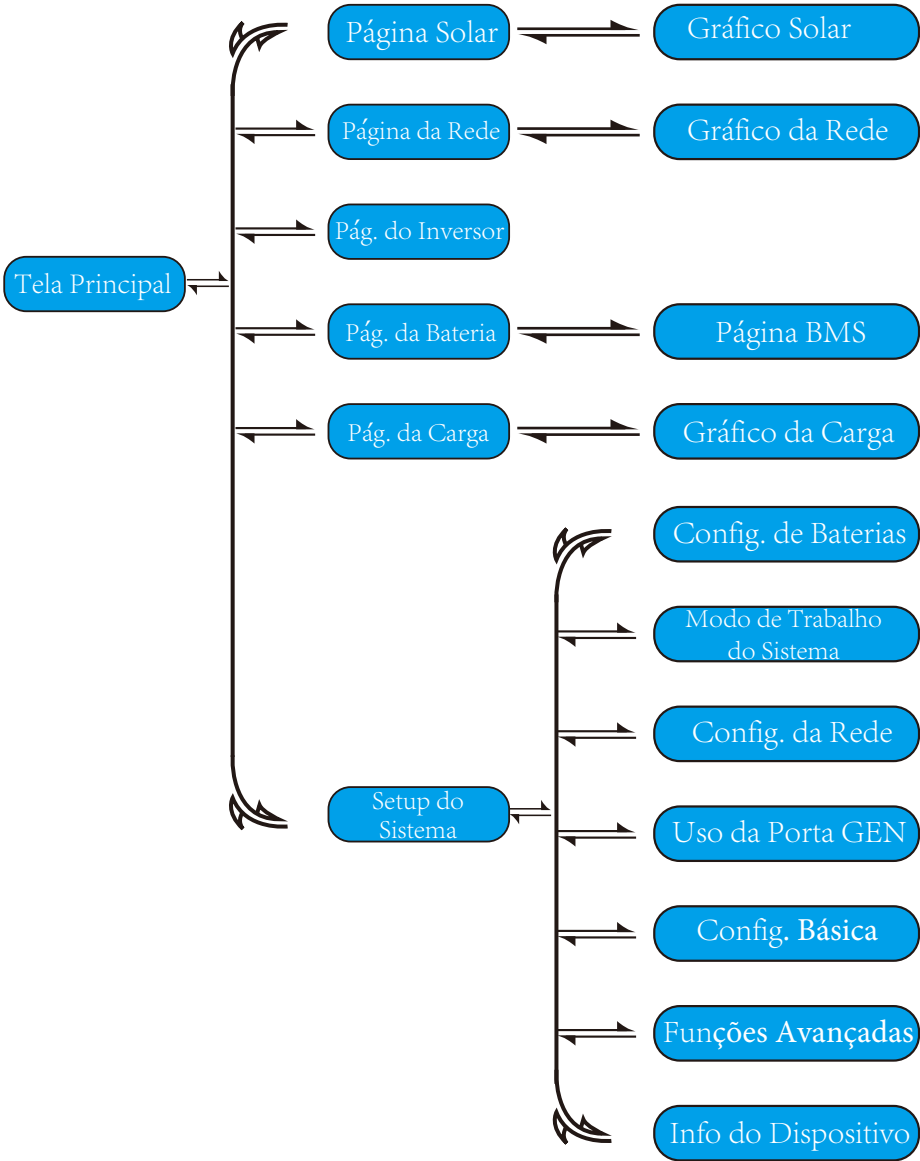 Página Solar
Gráfico Solar
Página da Rede
Gráfico da Rede
Pág. do Inversor
Tela Principal
Pág. da Bateria
Página BMS
Pág. da Carga
Gráfico da Carga
Config. de Baterias
Modo de Trabalho
do Sistema
Config. da Rede
Setup do
Sistema
Uso da Porta GEN
Config. Básica
Funções Avançadas
Info do Dispositivo